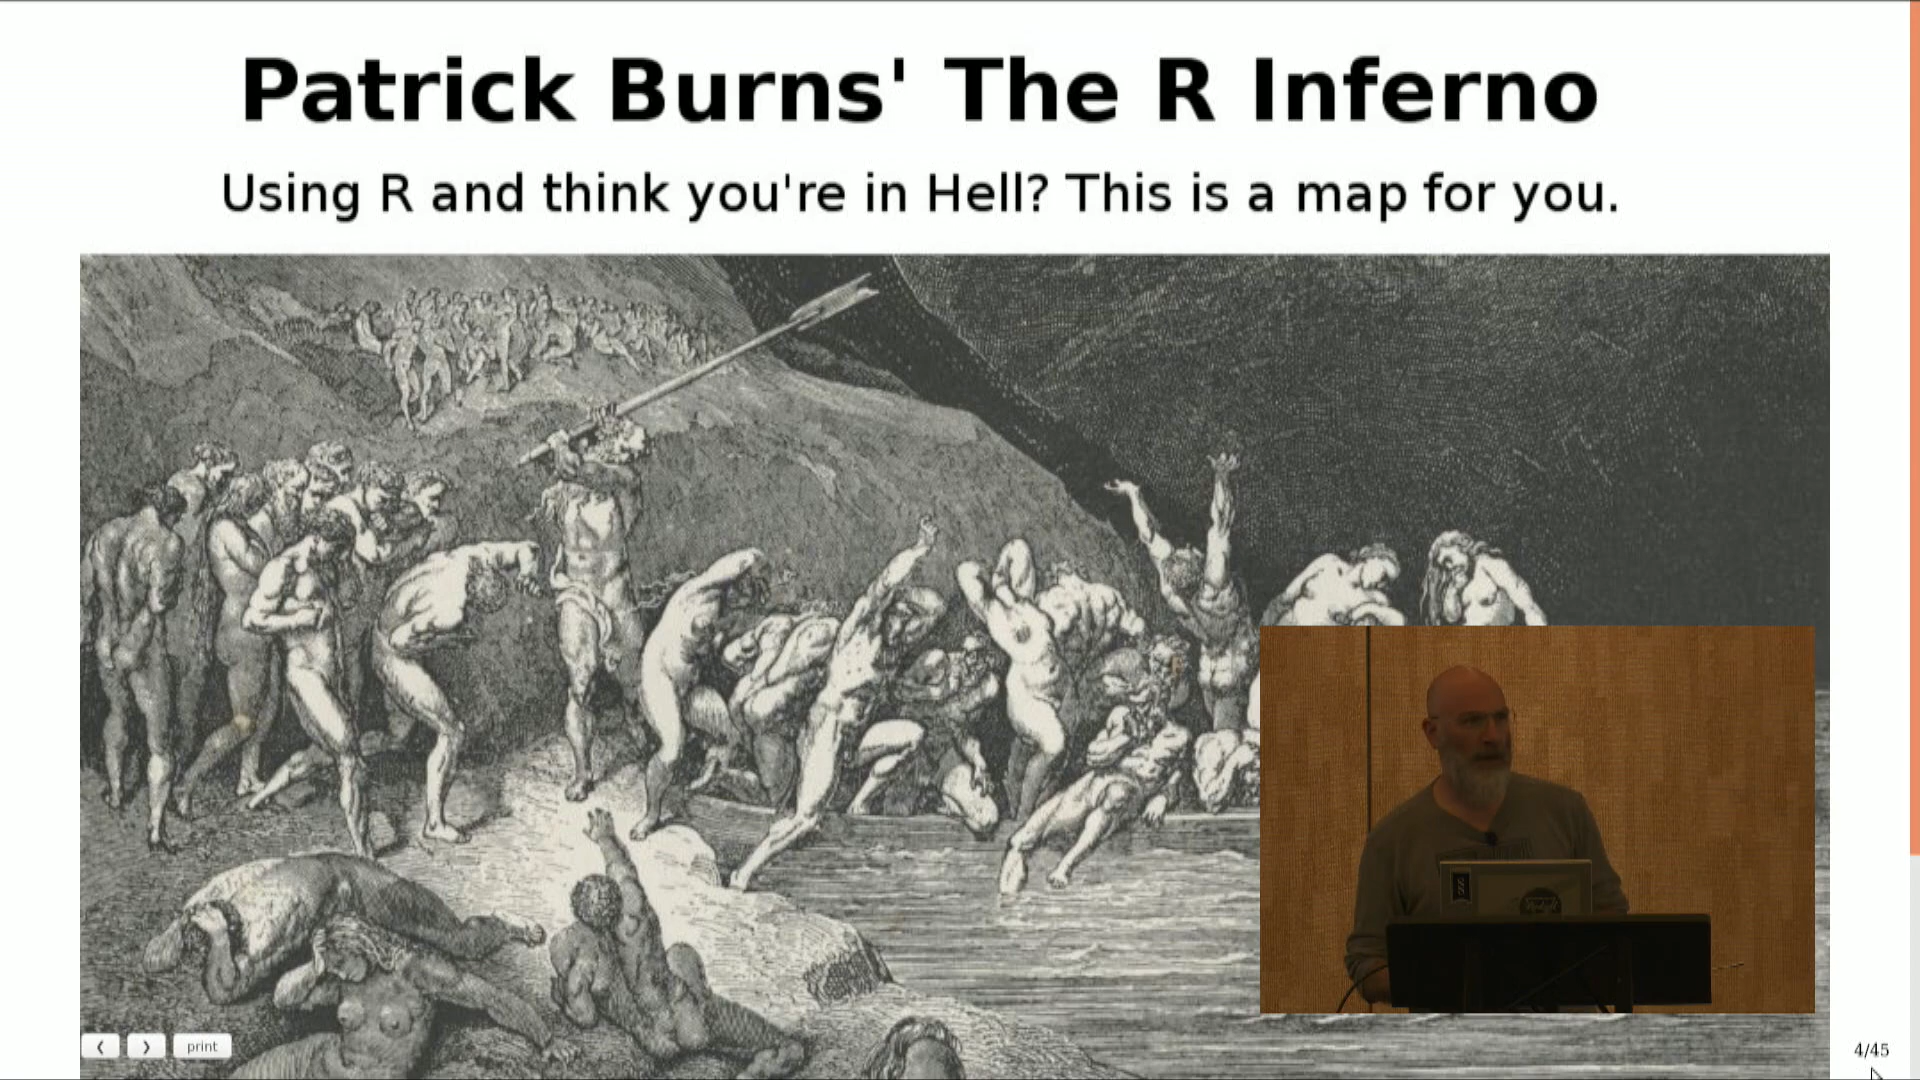 Patrick Burns' The R Inferno
Using R and think you're in Hell? This is a map for you.
print
4/45